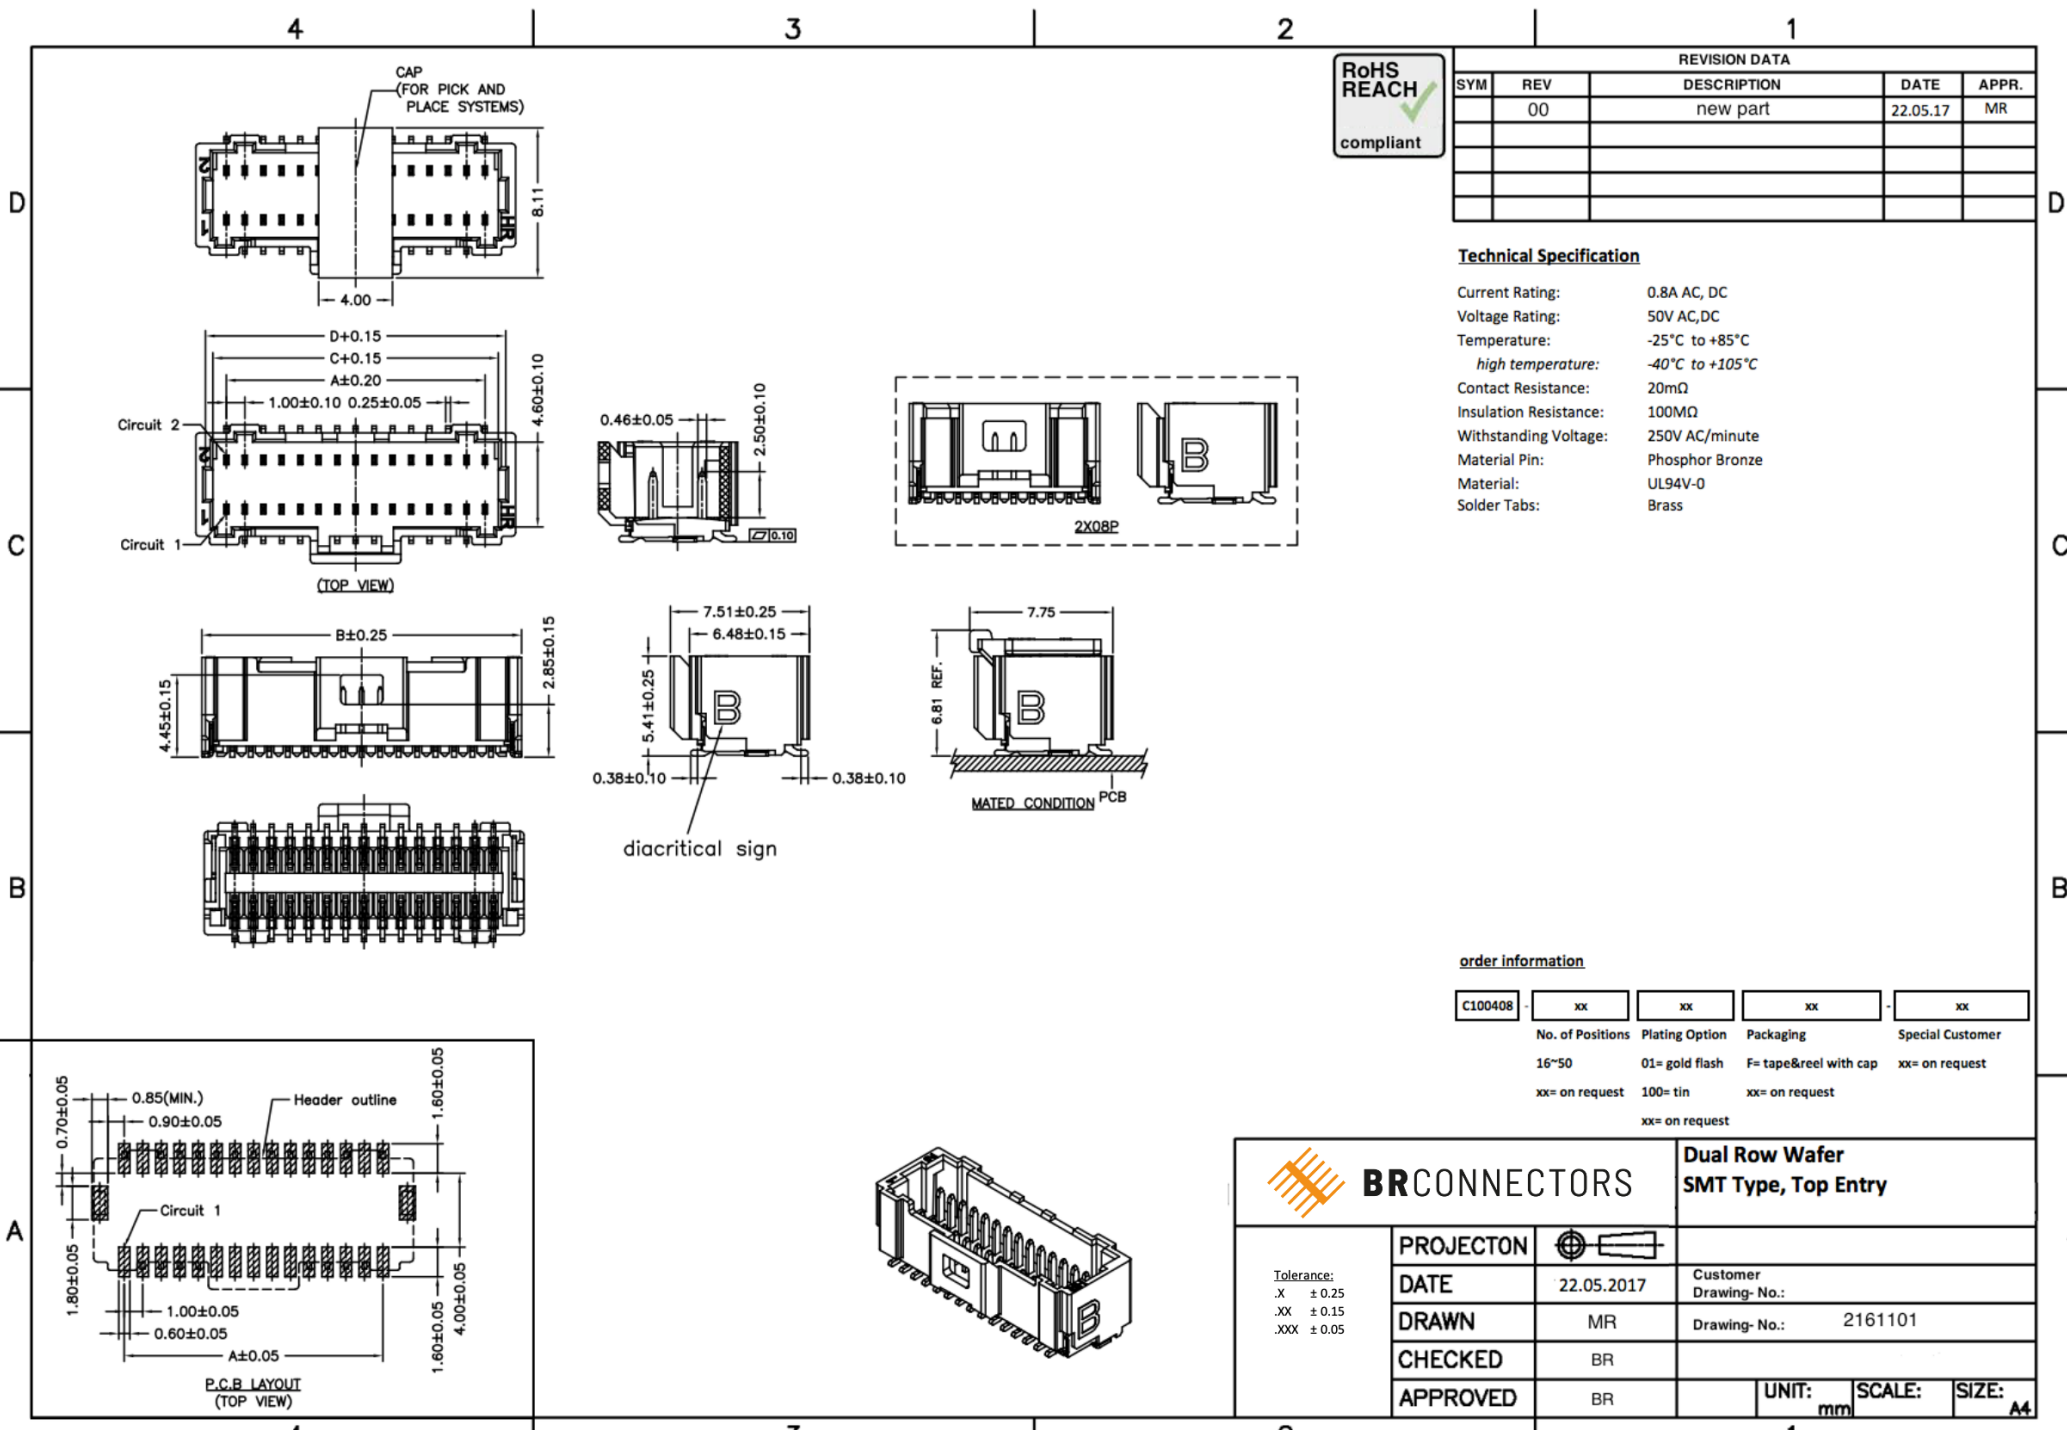 4
3
2
1
D
C
B
A
D
C
B
CAP
(FOR PICK AND
PLACE SYSTEMS)
2
1
HR
8.11
4.00
D+0.15
C+0.15
A±0.20
1.00±0.10 0.25±0.05
4.60±0.10
Circuit 2
Circuit 1
2
1
HR
(TOP VIEW)
0.46±0.05
2.50±0.10
0.10
B
2X08P
B±0.25
4.45±0.15
2.85±0.15
7.51±0.25
6.48±0.15
5.41±0.25
B
0.38±0.10
0.38±0.10
diacritical sign
7.75
6.81 REF.
B
MATED CONDITION
PCB
RoHS
REACH
compliant
REVISION DATA
SYM REV DESCRIPTION DATE APPR.
00 new part 22.05.17 MR
Technical Specification
Current Rating: 0.8A AC, DC
Voltage Rating: 50V AC,DC
Temperature: -25°C to +85°C
high temperature: -40°C to +105°C
Contact Resistance: 20mΩ
Insulation Resistance: 100MΩ
Withstanding Voltage: 250V AC/minute
Material Pin: Phosphor Bronze
Material: UL94V-0
Solder Tabs: Brass
order information
C100408 - xx xx xx - xx
No. of Positions Plating Option Packaging Special Customer
16~50 01= gold flash F= tape&reel with cap xx= on request
xx= on request 100= tin xx= on request
xx= on request
0.70±0.05
0.85(MIN.)
0.90±0.05
Header outline
1.60±0.05
Circuit 1
1.80±0.05
1.00±0.05
0.60±0.05
A±0.05
1.60±0.05
4.00±0.05
P.C.B LAYOUT
(TOP VIEW)
B
BRCONNECTORS
Dual Row Wafer
SMT Type, Top Entry
Tolerance:
.X ± 0.25
.XX ± 0.15
.XXX ± 0.05
PROJECTON
DATE 22.05.2017
DRAWN MR
CHECKED BR
APPROVED BR
Customer
Drawing- No.:
Drawing- No.: 2161101
UNIT: mm
SCALE:
SIZE: A4